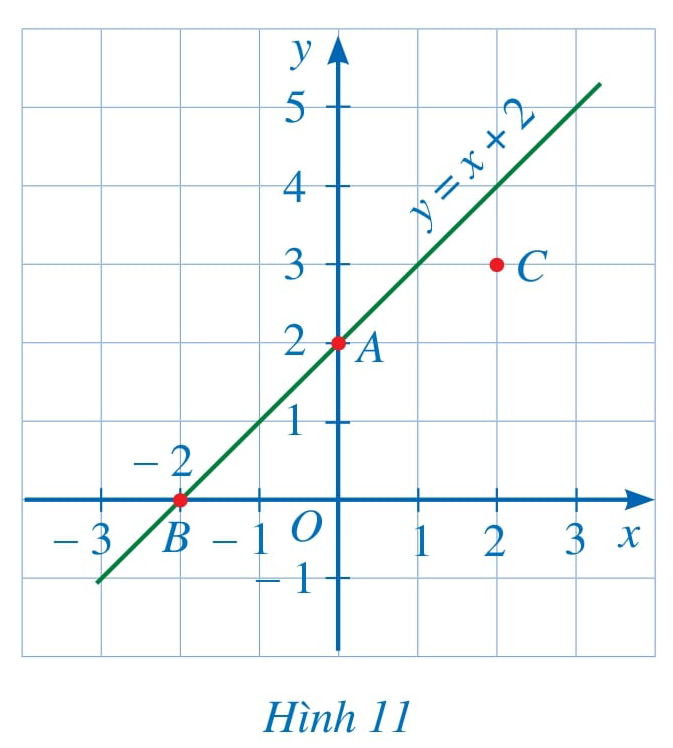 y
5
y = x + 2
4
3
C
2
A
1
– 2
– 3
B
– 1
O
1
2
3
x
– 1
Hình 11